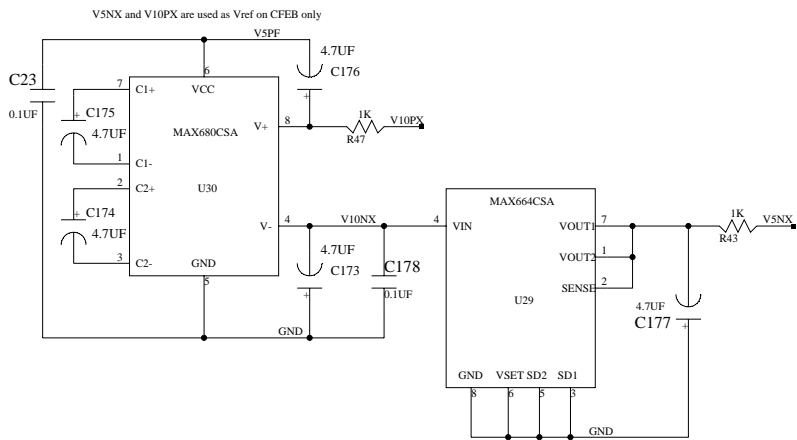 V5NX and V10PX are used as Vref on CFEB only
V5PF
4.7UF
C176
+
C23
0.1UF
6
VCC
7
C1+
+
C175
4.7UF
MAX680CSA
V+
8
1K
V10PX
R47
1
C1-
2
C2+
+
C174
4.7UF
U30
V-
4
V10NX
3
C2-
GND
5
4.7UF
C173
+
C178
0.1UF
GND
MAX664CSA
4
VIN
VOUT1
7
VOUT2
1
SENSE
2
U29
1K
V5NX
R43
4.7UF
C177
+
GND
VSET
SD2
SD1
8
6
5
3
GND